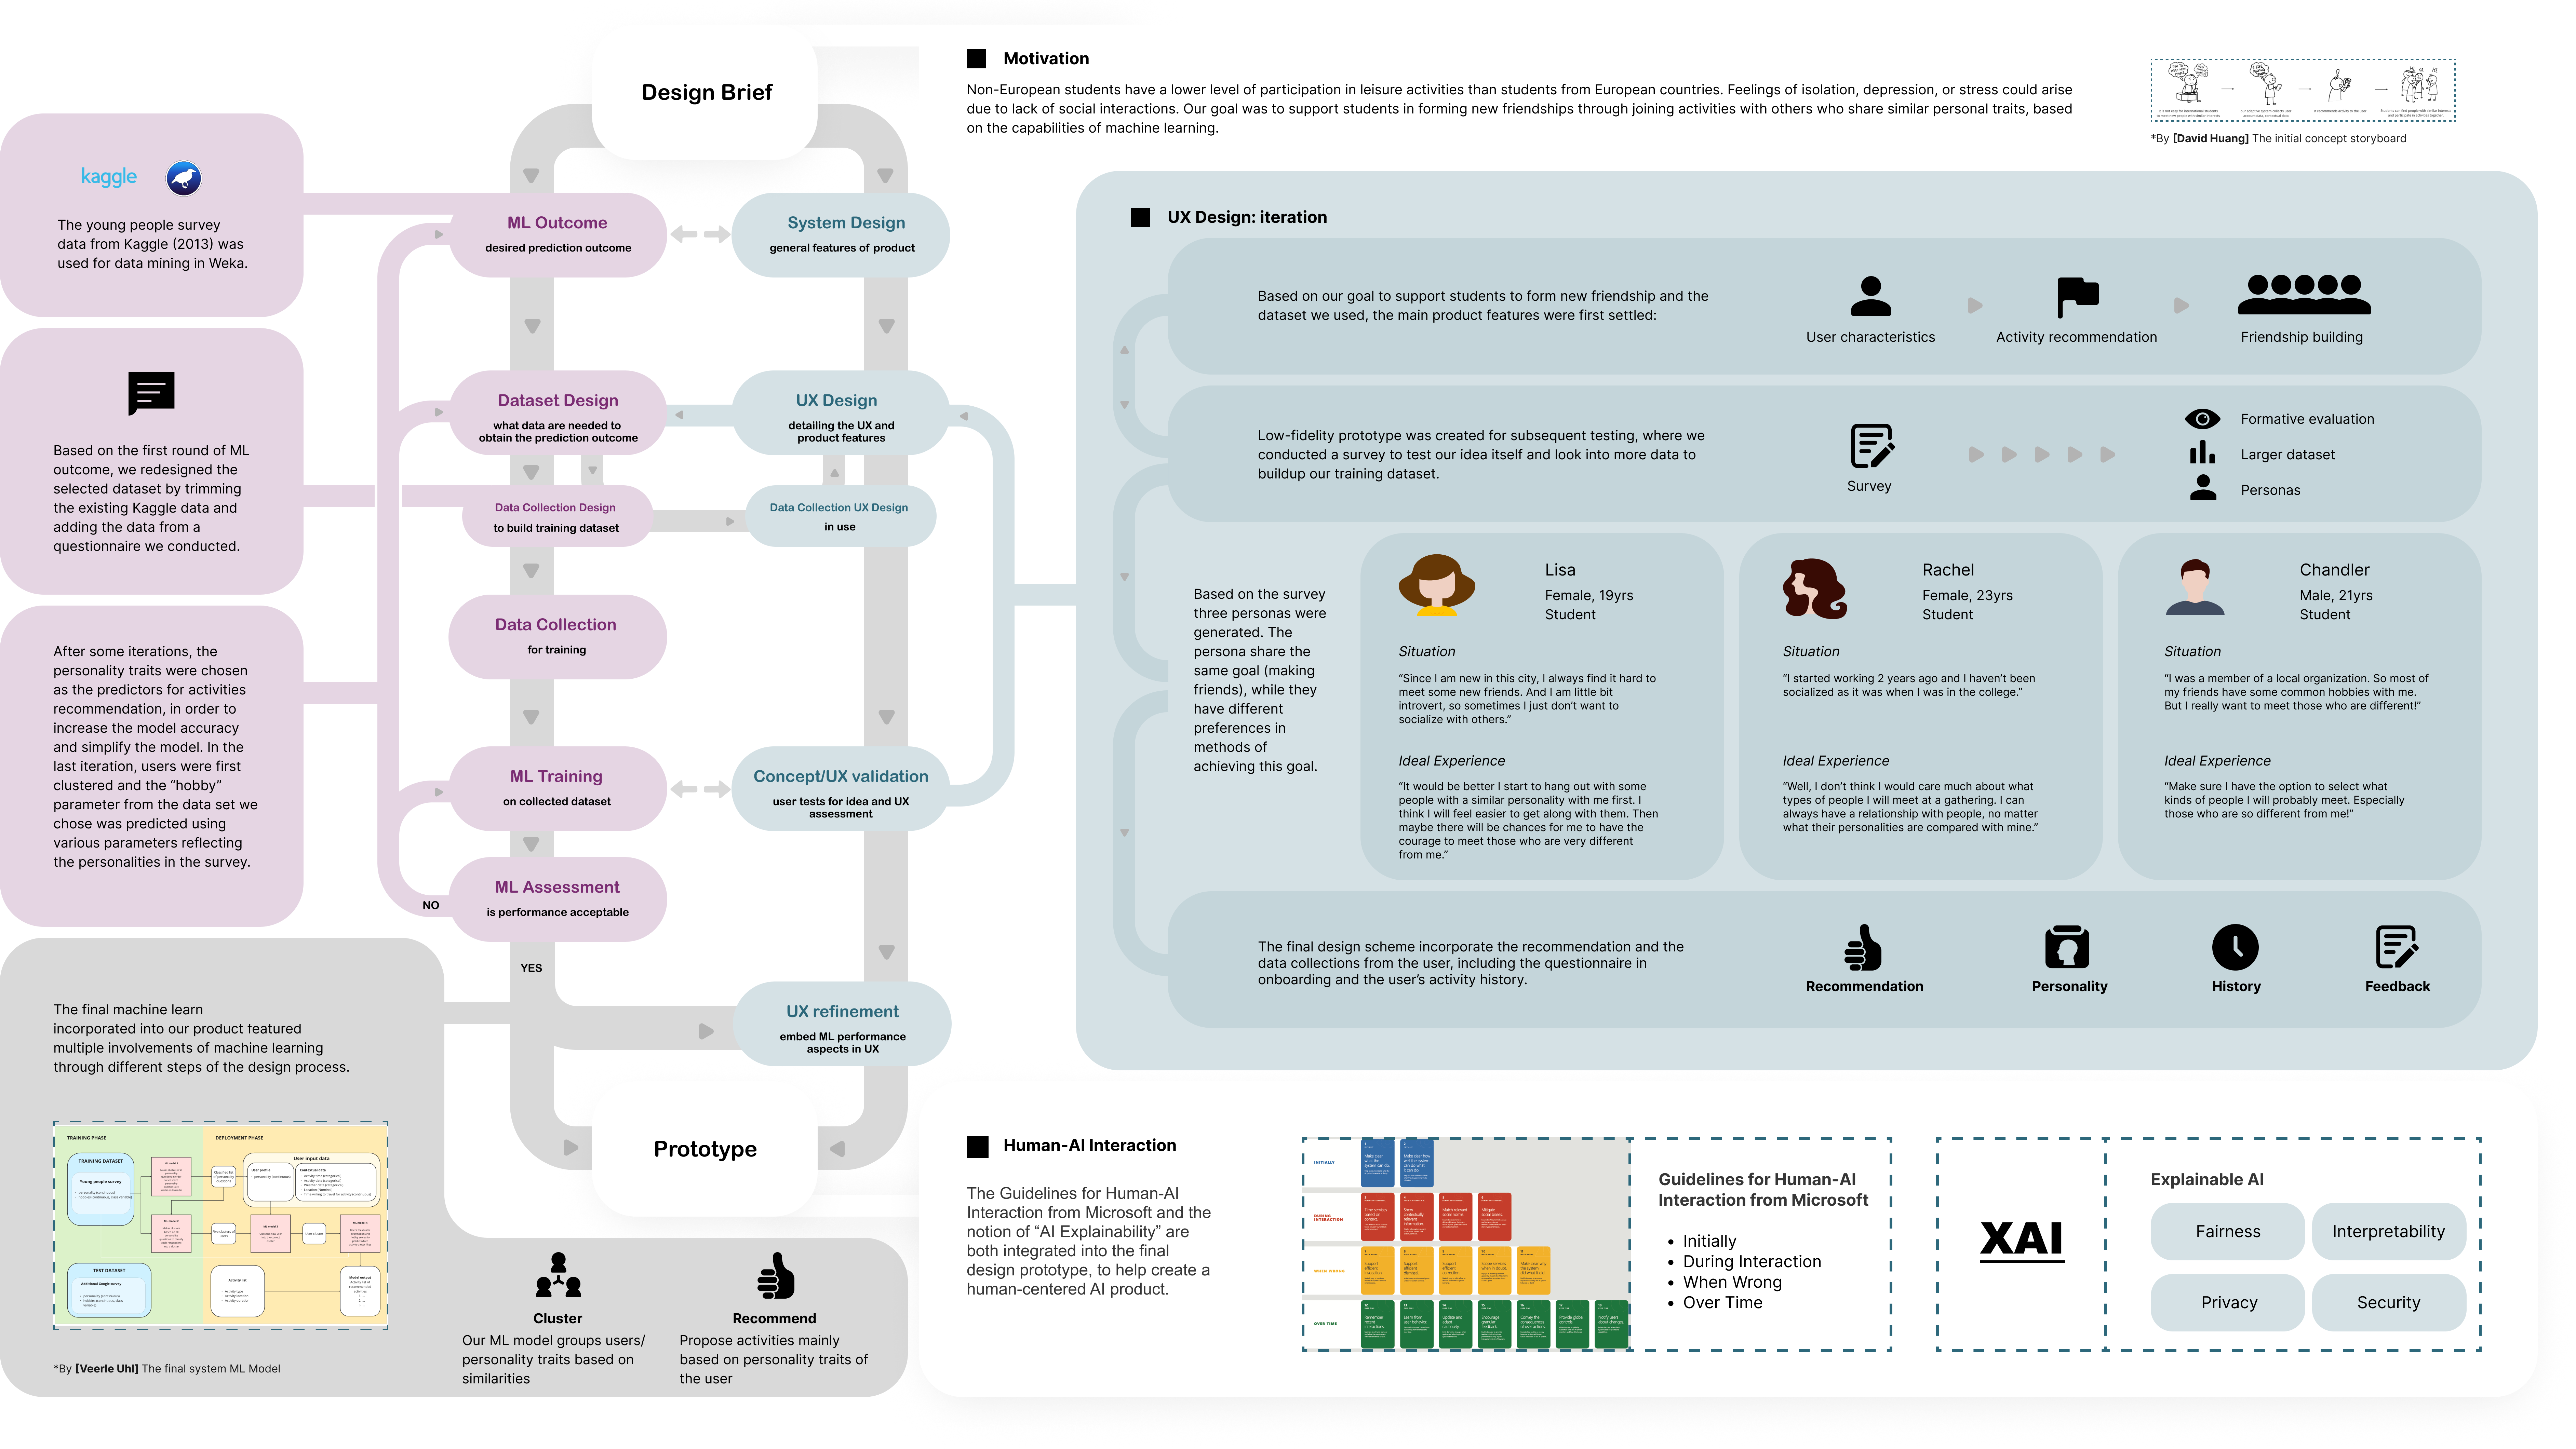 Design Brief
kaggle
The young people survey
data from Kaggle (2013) was
used for data mining in Weka.
Based on the first round of ML
outcome, we redesigned the
selected dataset by trimming
the existing Kaggle data and
adding the data from a
questionnaire we conducted.
After some iterations, the
personality traits were chosen
as the predictors for activities
recommendation, in order to
increase the model accuracy
and simplify the model. In the
last iteration, users were first
clustered and the “hobby”
parameter from the data set we
chose was predicted using
various parameters reflecting
the personalities in the survey.
ML Outcome
desired prediction outcome
System Design
general features of product
Dataset Design
what data are needed to
obtain the prediction outcome
UX Design
detailing the UX and
product features
Data Collection Design
to build training dataset
Data Collection UX Design
in use
Data Collection
for training
ML Training
on collected dataset
Concept/UX validation
user tests for idea and UX
assessment
ML Assessment
is performance acceptable
NO
YES
UX refinement
embed ML performance
aspects in UX
Prototype
The final machine learn
incorporated into our product featured
multiple involvements of machine learning
through different steps of the design process.
TRAINING PHASE
DEPLOYMENT PHASE
TRAINING DATASET
Young people survey
User input data
User profile
Contextual data
TEST DATASET
Additional Google survey
Activity list
Model output
*By [Veerle Uhl] The final system ML Model
Cluster
Our ML model groups users/
personality traits based on
similarities
Recommend
Propose activities mainly
based on personality traits of
the user
Motivation
Non-European students have a lower level of participation in leisure activities than students from European countries. Feelings of isolation, depression, or stress could arise
due to lack of social interactions. Our goal was to support students in forming new friendships through joining activities with others who share similar personal traits, based
on the capabilities of machine learning.
*By [David Huang] The initial concept storyboard
UX Design: iteration
Based on our goal to support students to form new friendship and the
dataset we used, the main product features were first settled:
User characteristics
Activity recommendation
Friendship building
Low-fidelity prototype was created for subsequent testing, where we
conducted a survey to test our idea itself and look into more data to
buildup our training dataset.
Survey
Formative evaluation
Larger dataset
Personas
Based on the survey
three personas were
generated. The
persona share the
same goal (making
friends), while they
have different
preferences in
methods of
achieving this goal.
Lisa
Female, 19yrs
Student
Situation
“Since I am new in this city, I always find it hard to
meet some new friends. And I am little bit
introvert, so sometimes I just don’t want to
socialize with others.”
Ideal Experience
“It would be better I start to hang out with some
people with a similar personality with me first. I
think I will feel easier to get along with them. Then
maybe there will be chances for me to have the
courage to meet those who are very different
from me.”
Rachel
Female, 23yrs
Student
Situation
“I started working 2 years ago and I haven’t been
socialized as it was when I was in the college.”
Ideal Experience
“Well, I don’t think I would care much about what
types of people I will meet at a gathering. I can
always have a relationship with people, no matter
what their personalities are compared with mine.”
Chandler
Male, 21yrs
Student
Situation
“I was a member of a local organization. So most of
my friends have some common hobbies with me.
But I really want to meet those who are different!”
Ideal Experience
“Make sure I have the option to select what
kinds of people I will probably meet. Especially
those who are so different from me!”
The final design scheme incorporate the recommendation and the
data collections from the user, including the questionnaire in
onboarding and the user’s activity history.
Recommendation
Personality
History
Feedback
Human-AI Interaction
The Guidelines for Human-AI
Interaction from Microsoft and the
notion of “AI Explainability” are
both integrated into the final
design prototype, to help create a
human-centered AI product.
INITIALLY
DURING
INTERACTION
WHEN WRONG
OVER TIME
Guidelines for Human-AI
Interaction from Microsoft
• Initially
• During Interaction
• When Wrong
• Over Time
XAI
Explainable AI
Fairness
Interpretability
Privacy
Security